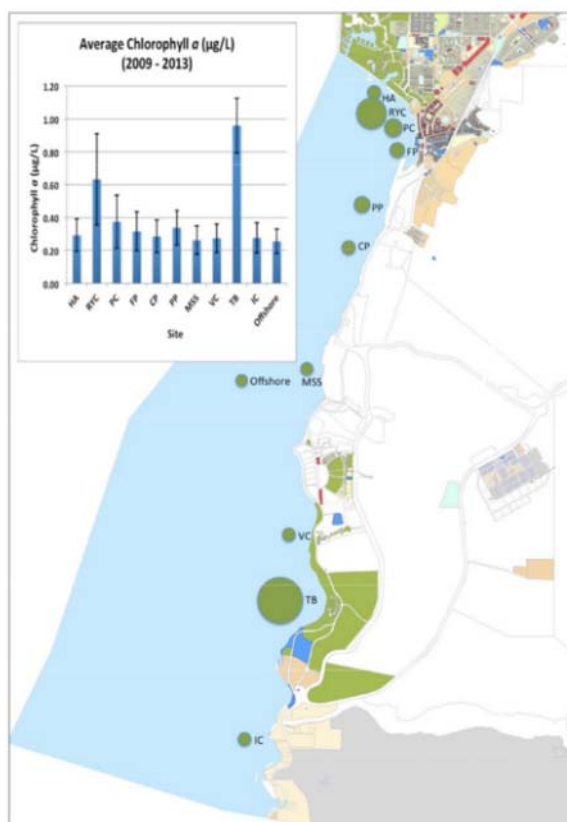 Average Chlorophyll a (µg/L)
(2009 - 2013)
Chlorophyll a (µg/L)
1.20
1.00
0.80
0.60
0.40
0.20
0.00
HA
RYC
PC
FP
CP
PP
MSS
VC
TB
IC
Offshore
Site
HA
RYC
PC
FP
PP
CP
Offshore
MSS
VC
TB
IC